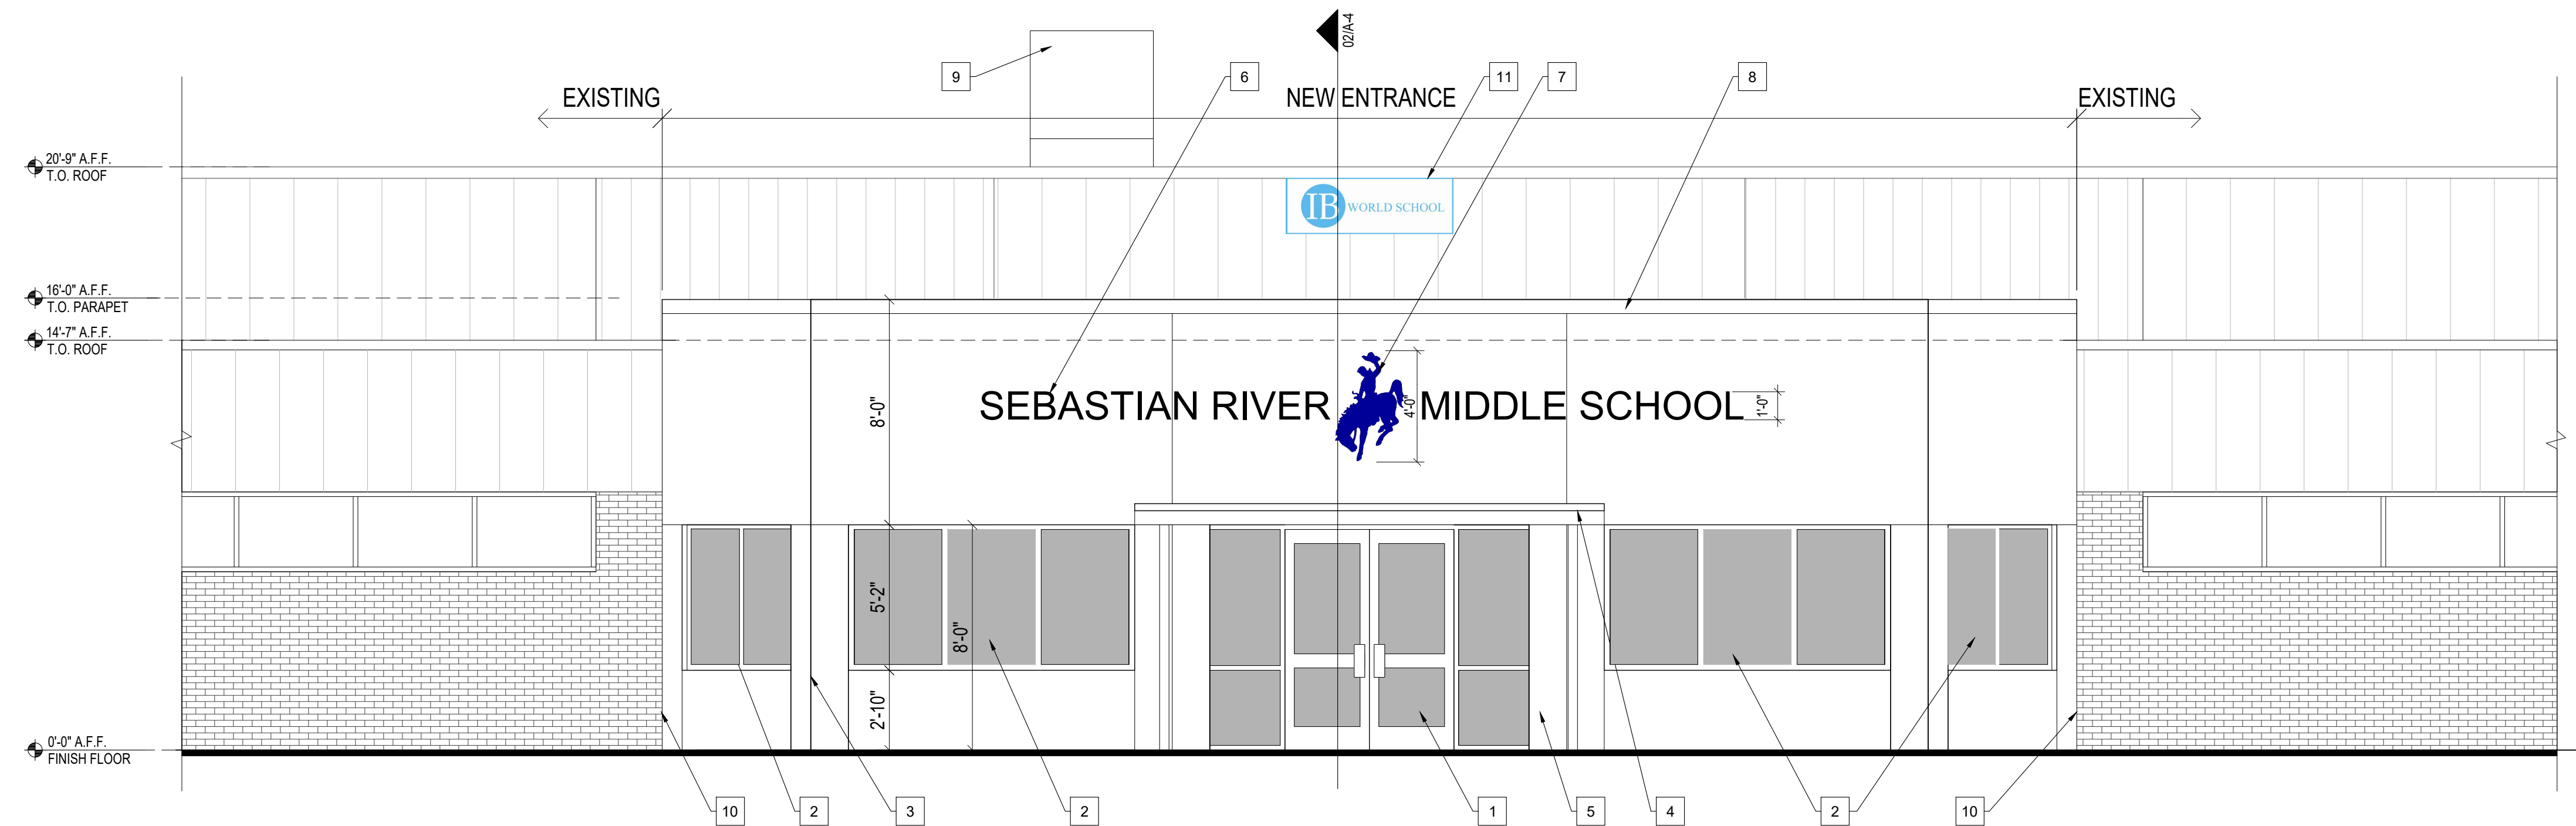 02/A-4
9
6
11
7
8
EXISTING
NEW ENTRANCE
EXISTING
20'-9" A.F.F.
T.O. ROOF
IB WORLD SCHOOL
16'-0" A.F.F.
T.O. PARAPET
14'-7" A.F.F.
T.O. ROOF
SEBASTIAN RIVER MIDDLE SCHOOL
8'-0"
4'-0"
1'-0"
5'-2"
8'-0"
2'-10"
0'-0" A.F.F.
FINISH FLOOR
10
2
3
2
1
5
4
2
10